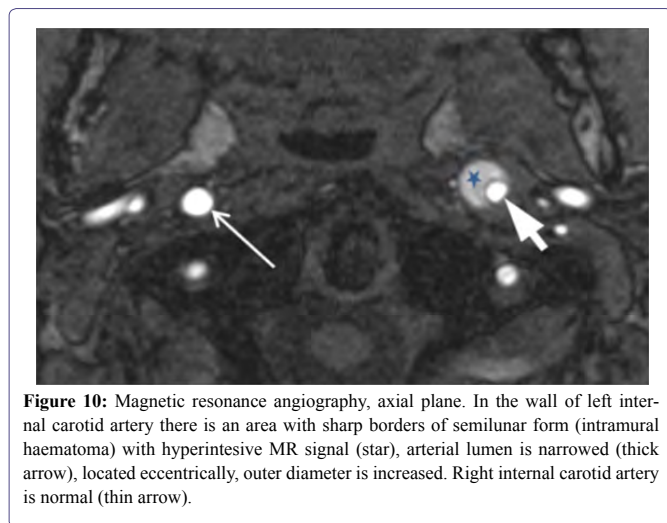 Figure 10: Magnetic resonance angiography, axial plane. In the wall of left inter-
nal carotid artery there is an area with sharp borders of semilunar form (intramural
haematoma) with hyperintesive MR signal (star), arterial lumen is narrowed (thick
arrow), located eccentrically, outer diameter is increased. Right internal carotid artery
is normal (thin arrow).